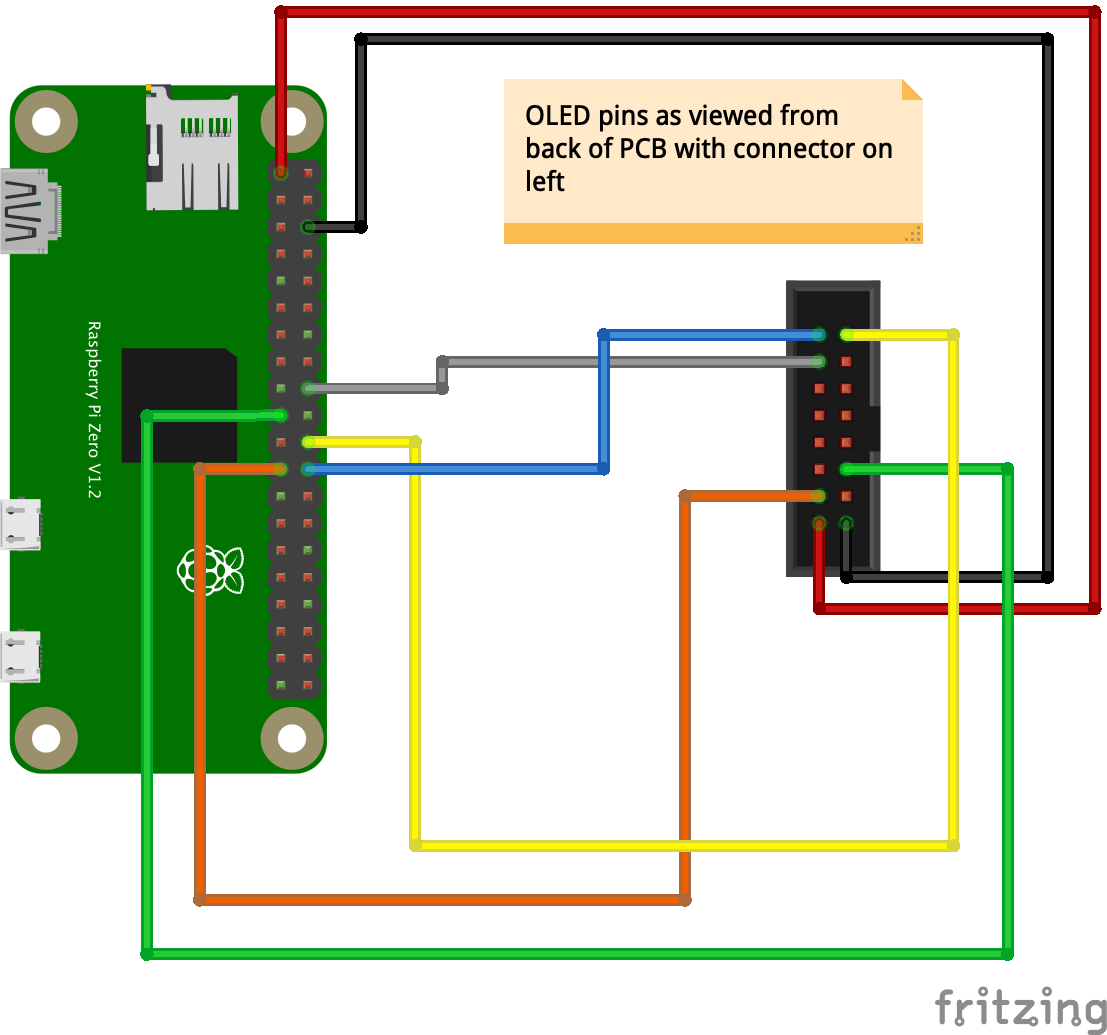 OLED pins as viewed from
back of PCB with connector on
left
Raspberry Pi Zero V1.2
fritzing